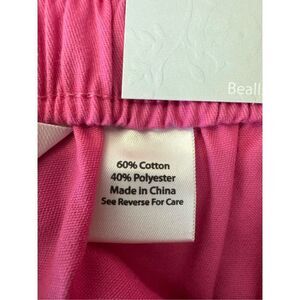 Beall
60% Cotton
40% Polyester
Made in China
See Reverse For Care